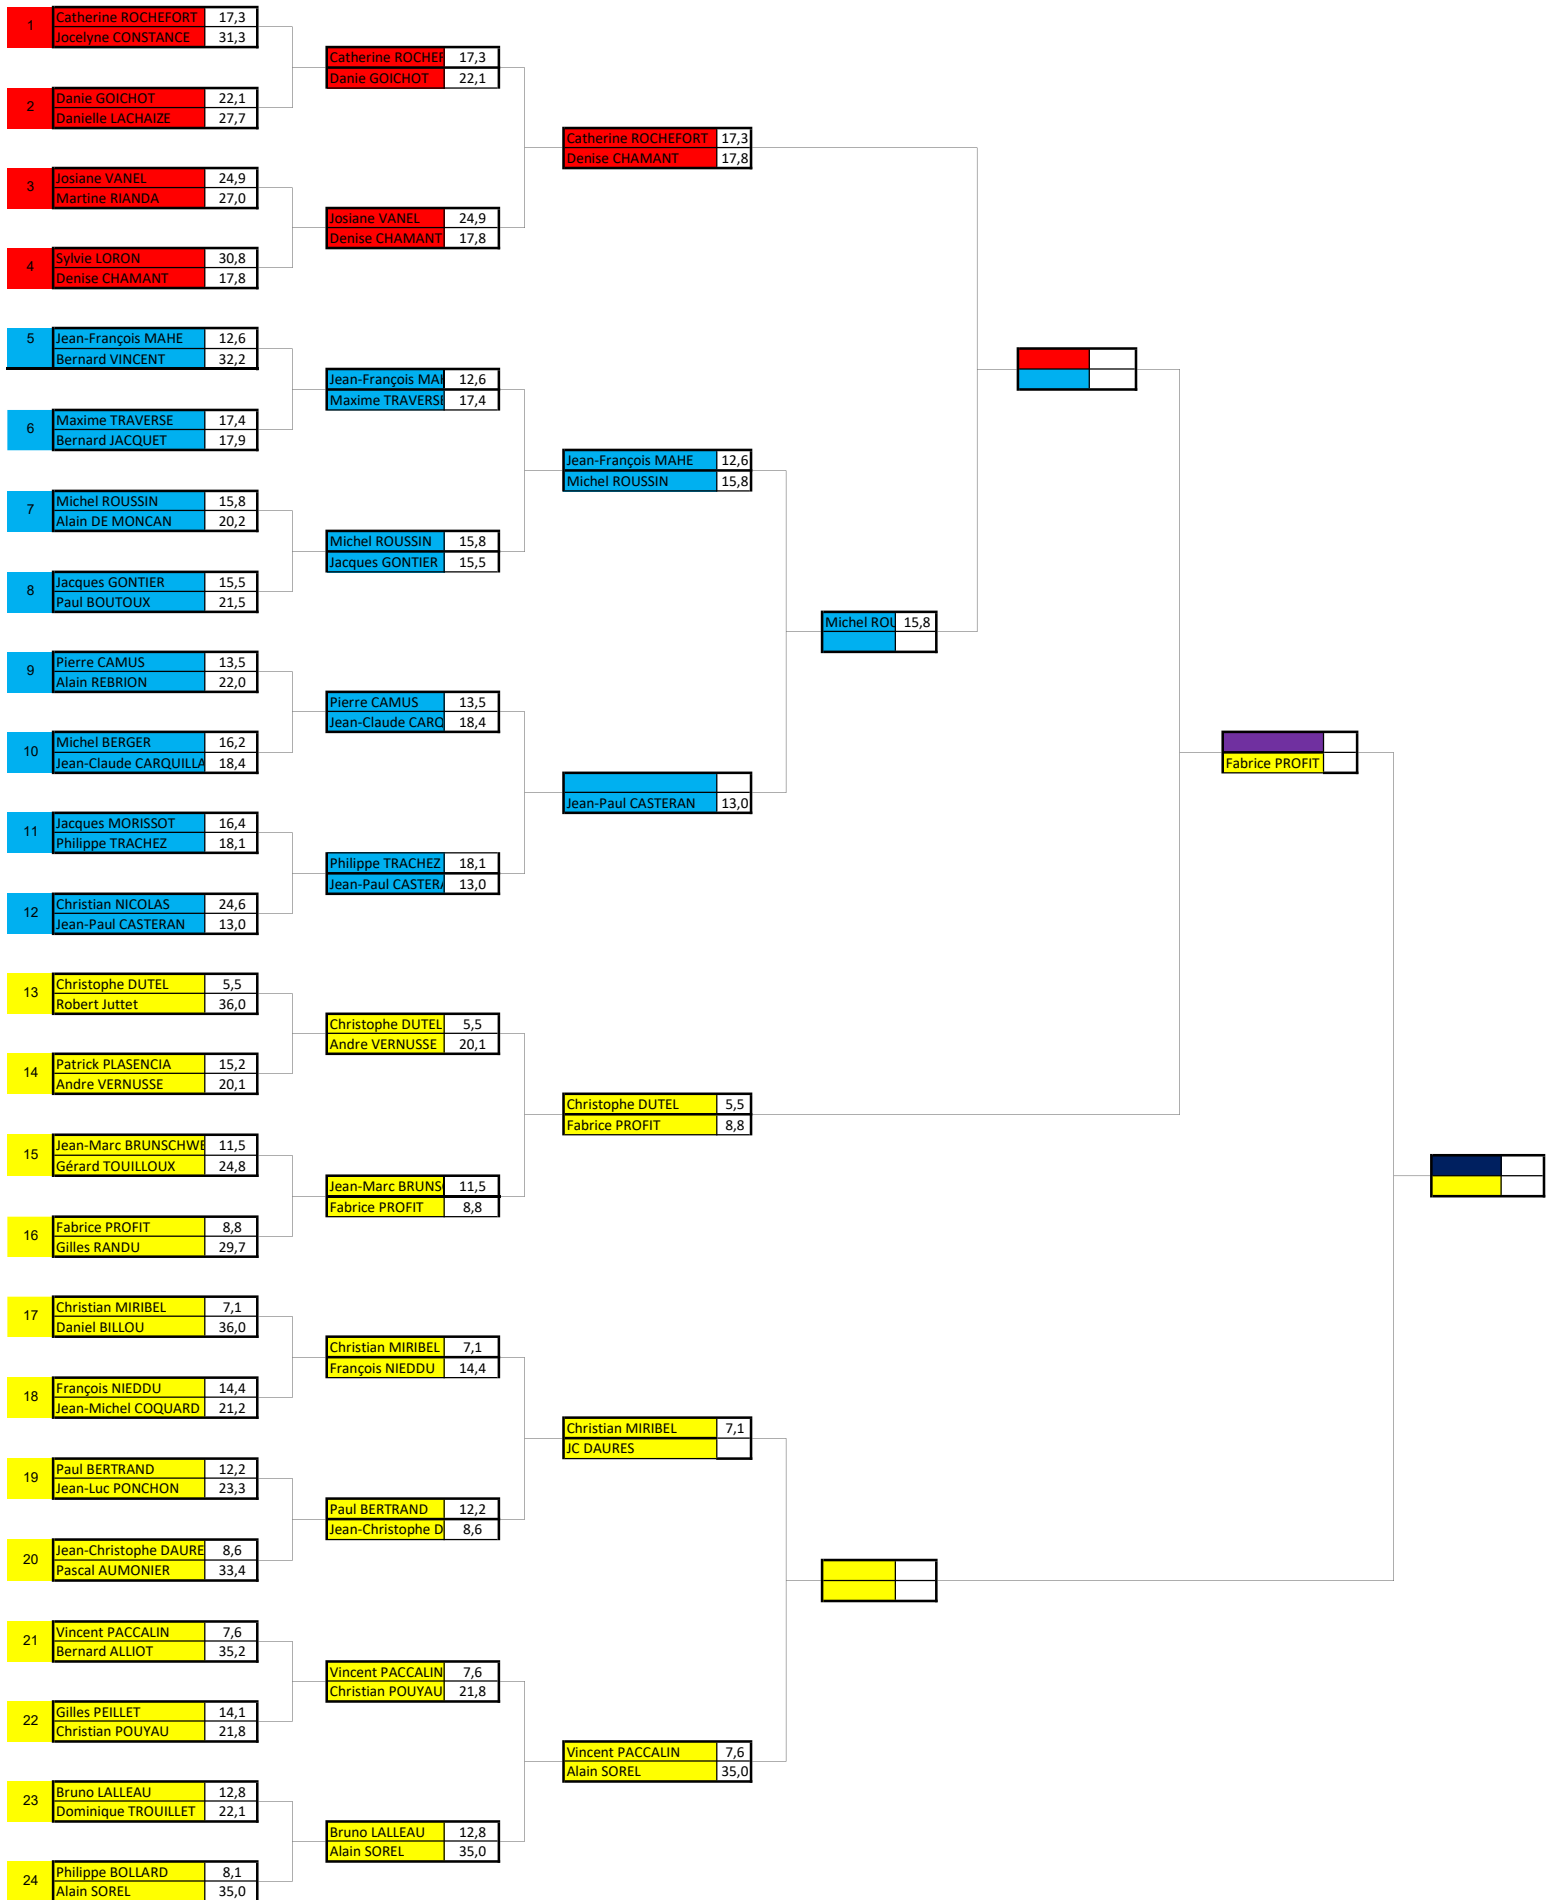 1 Catherine ROCHEFORT 17,3
Jocelyne CONSTANCE 31,3
2 Danie GOICHOT 22,1
Danielle LACHAIZE 27,7
3 Josiane VANEL 24,9
Martine RIANDA 27,0
4 Sylvie LORON 30,8
Denise CHAMANT 17,8
5 Jean-François MAHE 12,6
Bernard VINCENT 32,2
6 Maxime TRAVERSE 17,4
Bernard JACQUET 17,9
7 Michel ROUSSIN 15,8
Alain DE MONCAN 20,2
8 Jacques GONTIER 15,5
Paul BOUTOUX 21,5
9 Pierre CAMUS 13,5
Alain REBRION 22,0
10 Michel BERGER 16,2
Jean-Claude CARQUILLA 18,4
11 Jacques MORISSOT 16,4
Philippe TRACHEZ 18,1
12 Christian NICOLAS 24,6
Jean-Paul CASTERAN 13,0
13 Christophe DUTEL 5,5
Robert Juttet 36,0
14 Patrick PLASENCIA 15,2
Andre VERNUSSE 20,1
15 Jean-Marc BRUNSCHWE 11,5
Gérard TOUILLOUX 24,8
16 Fabrice PROFIT 8,8
Gilles RANDU 29,7
17 Christian MIRIBEL 7,1
Daniel BILLOU 36,0
18 François NIEDDU 14,4
Jean-Michel COQUARD 21,2
19 Paul BERTRAND 12,2
Jean-Luc PONCHON 23,3
20 Jean-Christophe DAURE 8,6
Pascal AUMONIER 33,4
21 Vincent PACCALIN 7,6
Bernard ALLIOT 35,2
22 Gilles PEILLET 14,1
Christian POUYAU 21,8
23 Bruno LALLEAU 12,8
Dominique TROUILLET 22,1
24 Philippe BOLLARD 8,1
Alain SOREL 35,0
Catherine ROCHEF 17,3
Danie GOICHOT 22,1
Josiane VANEL 24,9
Denise CHAMANT 17,8
Jean-François MAH 12,6
Maxime TRAVERSE 17,4
Michel ROUSSIN 15,8
Jacques GONTIER 15,5
Pierre CAMUS 13,5
Jean-Claude CARQ 18,4
Philippe TRACHEZ 18,1
Jean-Paul CASTERA 13,0
Christophe DUTEL 5,5
Andre VERNUSSE 20,1
Jean-Marc BRUNSC 11,5
Fabrice PROFIT 8,8
Christian MIRIBEL 7,1
François NIEDDU 14,4
Paul BERTRAND 12,2
Jean-Christophe D 8,6
Vincent PACCALIN 7,6
Christian POUYAU 21,8
Bruno LALLEAU 12,8
Alain SOREL 35,0
Catherine ROCHEFORT 17,3
Denise CHAMANT 17,8
Jean-François MAHE 12,6
Michel ROUSSIN 15,8
Jean-Paul CASTERAN 13,0
Christophe DUTEL 5,5
Fabrice PROFIT 8,8
Christian MIRIBEL 7,1
JC DAURES
Vincent PACCALIN 7,6
Alain SOREL 35,0
Michel ROU 15,8
Fabrice PROFIT